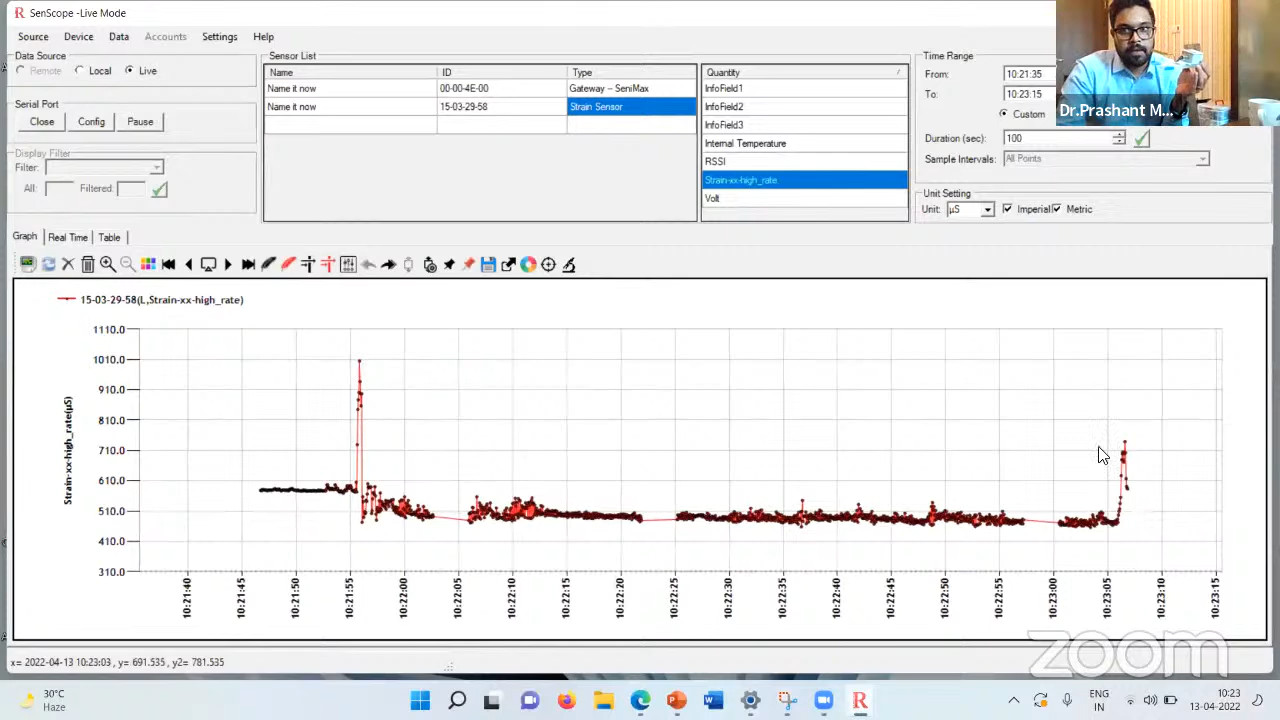 SenScope -Live Mode
Source Device Data Accounts Settings Help
Data Source
Remote Local Live
Serial Port
Close Config Pause
Display Filter
Filter:
All: Filtered:
Sensor List
Name ID Type
Name it now 00-00-4E-00 Gateway – SeniMax
Name it now 15-03-29-58 Strain Sensor
Quantity
InfoField1
InfoField2
InfoField3
Internal Temperature
RSSI
Strain-xx-high_rate
Volt
Time Range
From: 10:21:35
To: 10:23:15
Custom
Duration (sec): 100
Sample Intervals: All Points
Unit Setting
Unit: µS Imperial Metric
Dr.Prashant M...
Graph Real Time Table
15-03-29-58(L,Strain-xx-high_rate)
Strain-xx-high_rate(µS)
1110.0
1010.0
910.0
810.0
710.0
610.0
510.0
410.0
310.0
10:21:40 10:21:45 10:21:50 10:21:55 10:22:00 10:22:05 10:22:10 10:22:15 10:22:20 10:22:25 10:22:30 10:22:35 10:22:40 10:22:45 10:22:50 10:22:55 10:23:00 10:23:05 10:23:10 10:23:15
x= 2022-04-13 10:23:03 , y= 691.535, y2= 781.535
zoom
30°C
Haze
ENG
IN
10:23
13-04-2022